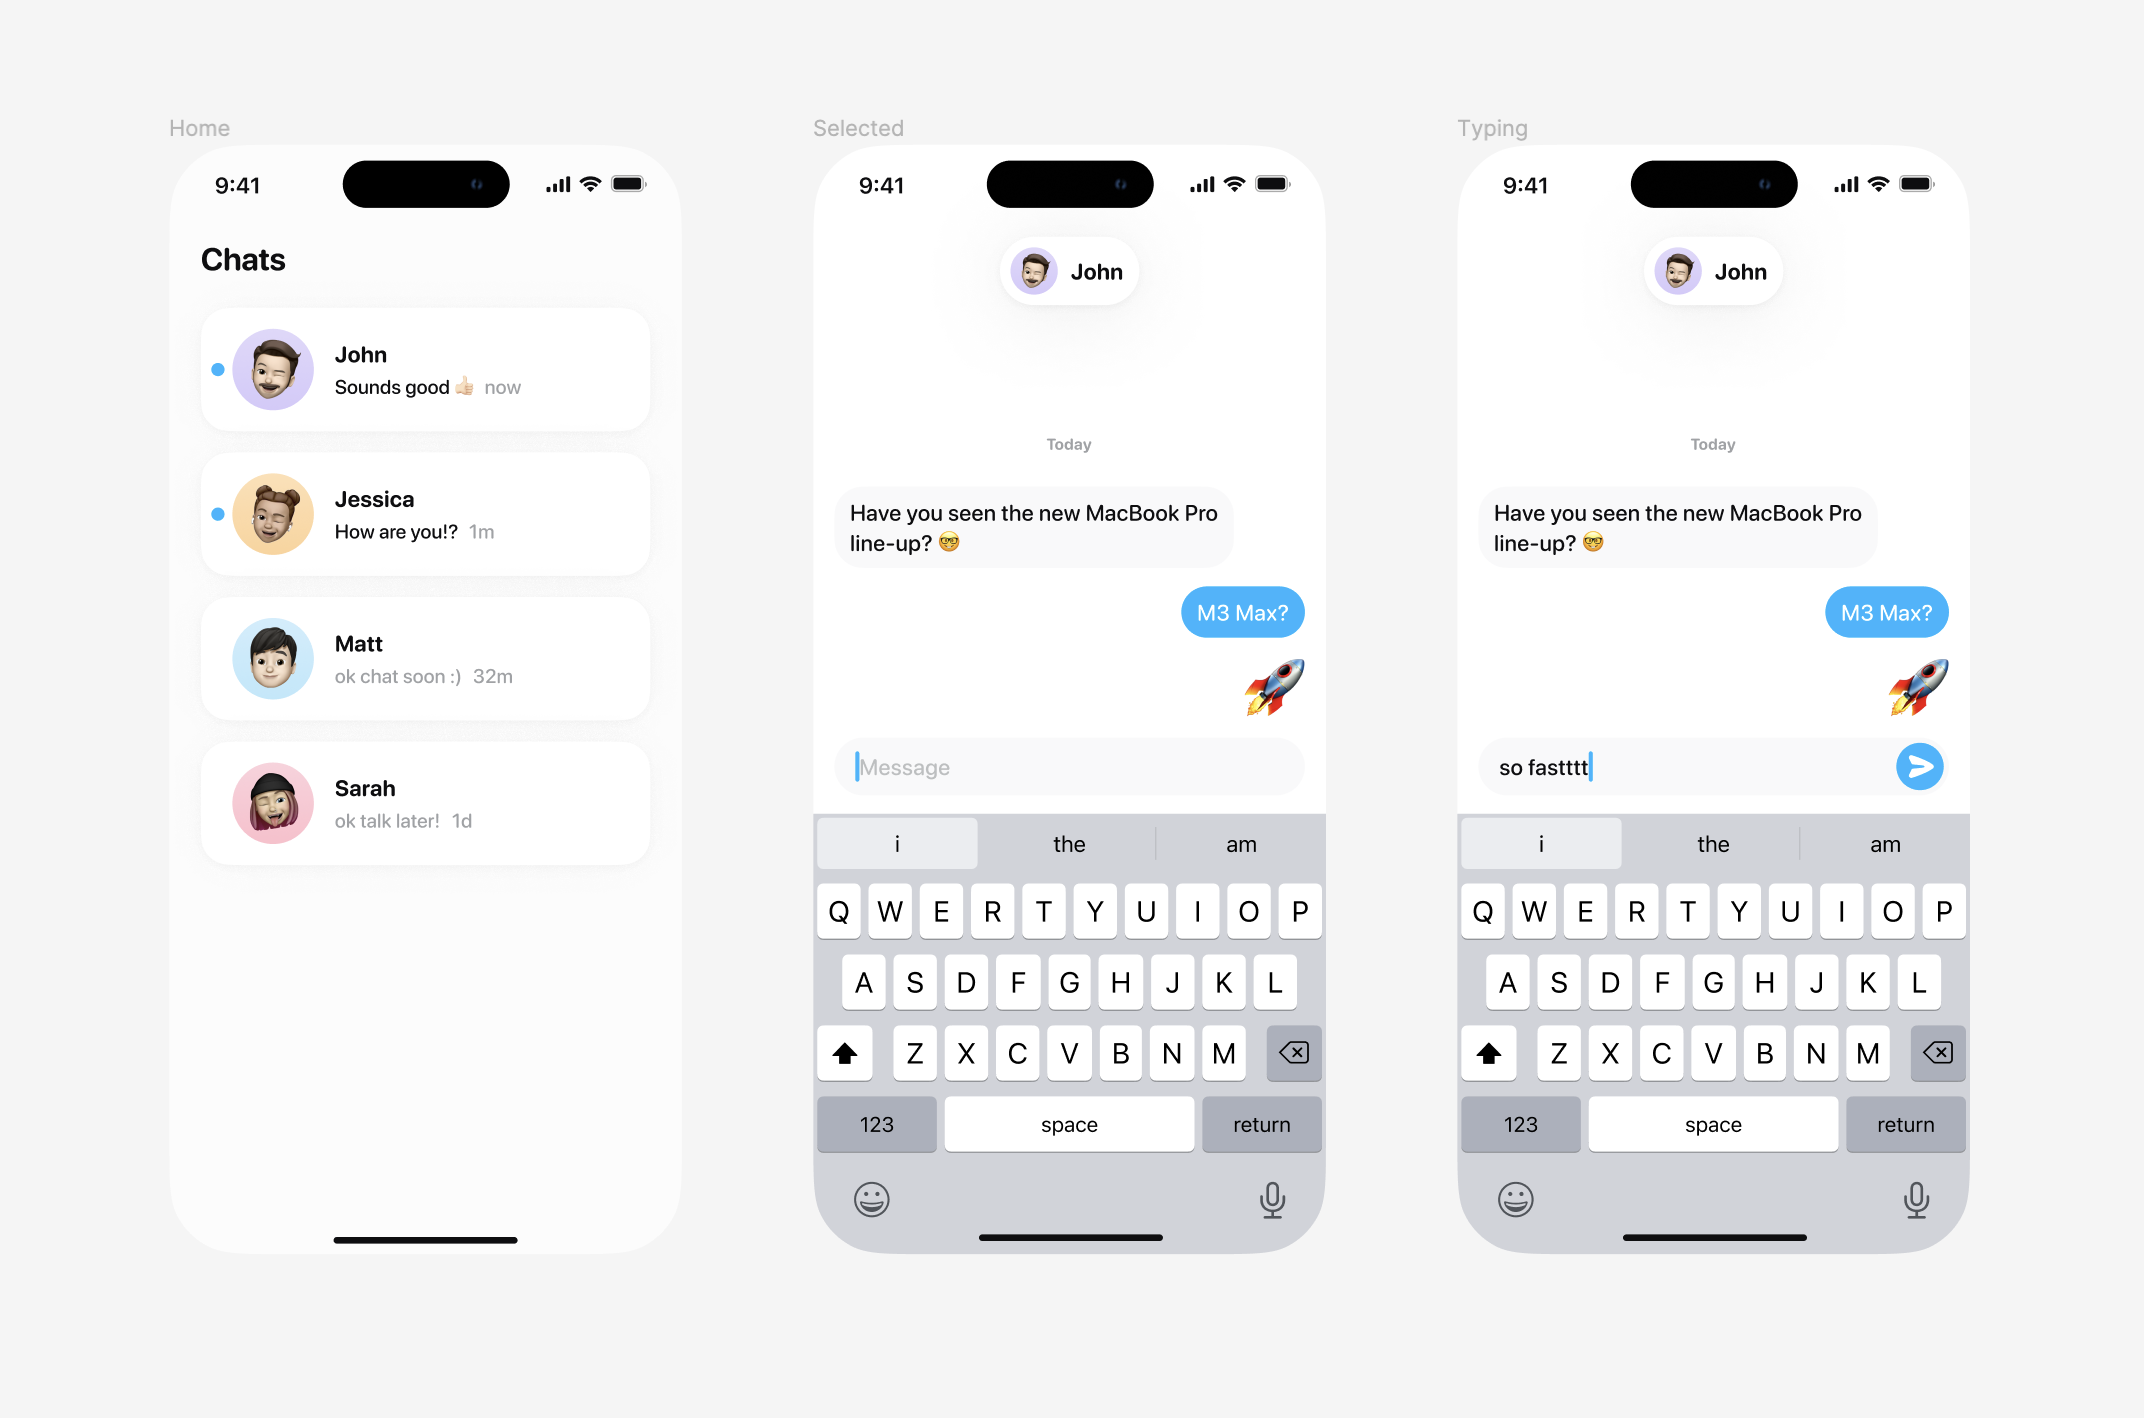 Home
9:41
Chats
John
Sounds good 👍🏻 now
Jessica
How are you!? 1m
Matt
ok chat soon :) 32m
Sarah
ok talk later! 1d
Selected
9:41
John
Today
Have you seen the new MacBook Pro
line-up? 🤓
M3 Max?
🚀
Message
i the am
Q W E R T Y U I O P
A S D F G H J K L
Z X C V B N M
123 space return
Typing
9:41
John
Today
Have you seen the new MacBook Pro
line-up? 🤓
M3 Max?
🚀
so fastttt
i the am
Q W E R T Y U I O P
A S D F G H J K L
Z X C V B N M
123 space return